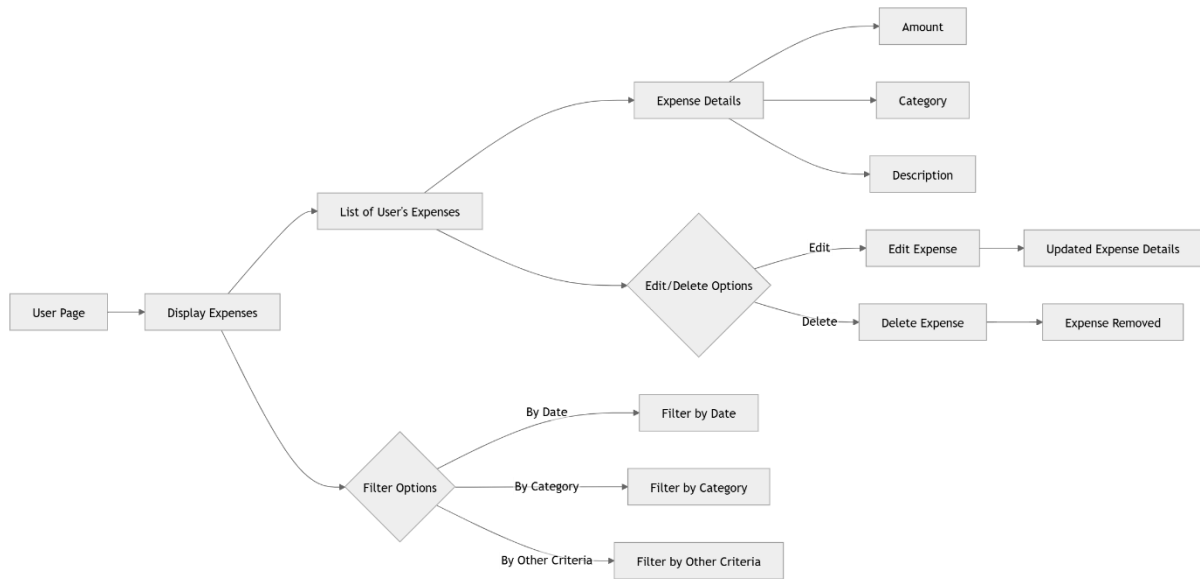 Amount
Expense Details
Category
Description
List of User's Expenses
Edit
Edit Expense
Updated Expense Details
Edit/Delete Options
User Page
Display Expenses
Delete
Delete Expense
Expense Removed
By Date
Filter by Date
Filter Options
By Category
Filter by Category
By Other Criteria
Filter by Other Criteria